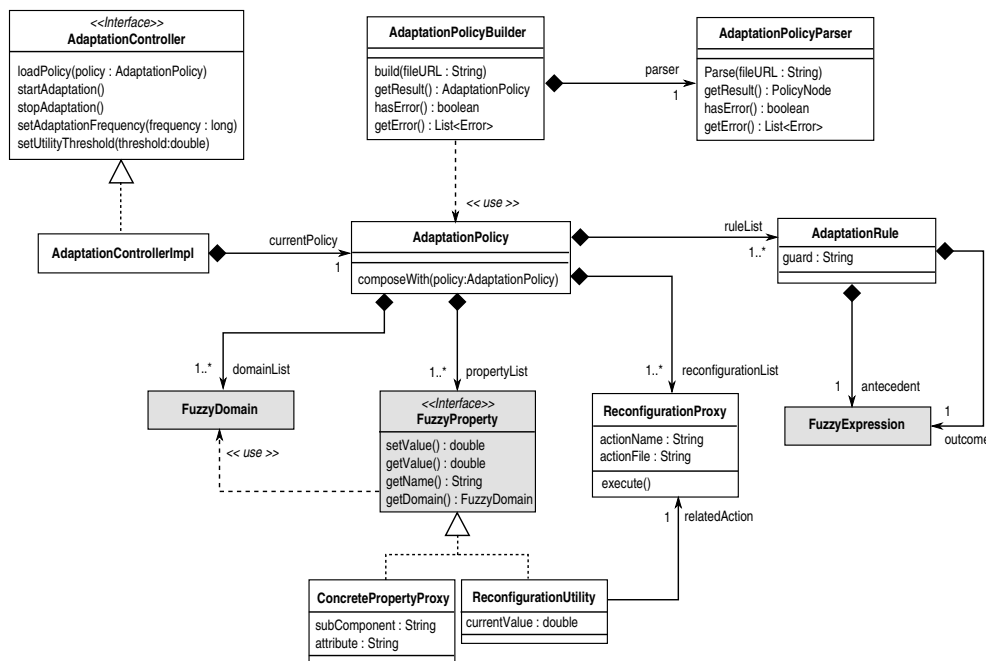 <<Interface>>
AdaptationController
loadPolicy(policy : AdaptationPolicy)
startAdaptation()
stopAdaptation()
setAdaptationFrequency(frequency : long)
setUtilityThreshold(threshold:double)
AdaptationPolicyBuilder
build(fileURL : String)
getResult() : AdaptationPolicy
hasError() : boolean
getError() : List<Error>
parser
1
AdaptationPolicyParser
Parse(fileURL : String)
getResult() : PolicyNode
hasError() : boolean
getError() : List<Error>
<< use >>
AdaptationControllerImpl
currentPolicy
1
AdaptationPolicy
composeWith(policy:AdaptationPolicy)
ruleList
1..*
AdaptationRule
guard : String
1..* domainList
1..* propertyList
1..* reconfigurationList
1 antecedent
1
outcome
FuzzyDomain
<< use >>
<<Interface>>
FuzzyProperty
setValue() : double
getValue() : double
getName() : String
getDomain() : FuzzyDomain
ReconfigurationProxy
actionName : String
actionFile : String
execute()
FuzzyExpression
1 relatedAction
ConcretePropertyProxy
subComponent : String
attribute : String
ReconfigurationUtility
currentValue : double